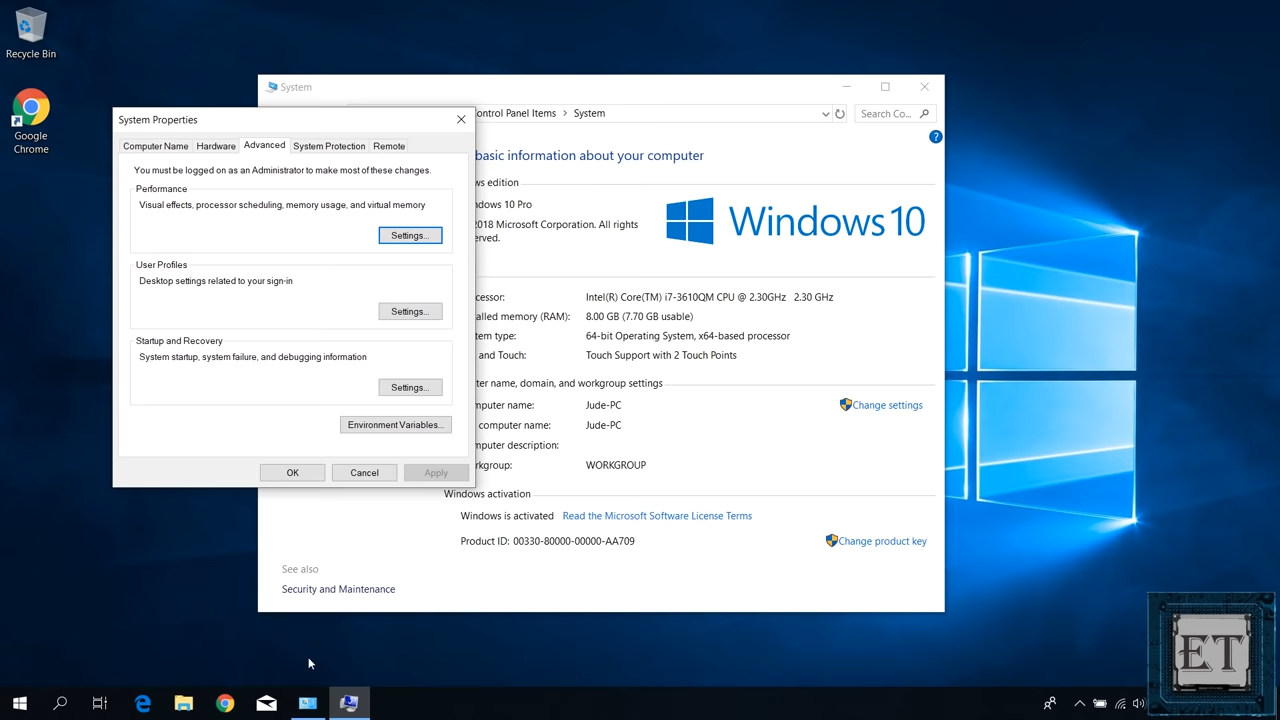 Recycle Bin
Google
Chrome
System
Control Panel Items > System
Search Co...
System Properties
Computer Name
Hardware
Advanced
System Protection
Remote
You must be logged on as an Administrator to make most of these changes.
Performance
Visual effects, processor scheduling, memory usage, and virtual memory
Settings...
User Profiles
Desktop settings related to your sign-in
Settings...
Startup and Recovery
System startup, system failure, and debugging information
Settings...
Environment Variables...
OK
Cancel
Apply
basic information about your computer
ws edition
ndows 10 Pro
2018 Microsoft Corporation. All rights
erved.
Windows 10
cessor: Intel(R) Core(TM) i7-3610QM CPU @ 2.30GHz 2.30 GHz
alled memory (RAM): 8.00 GB (7.70 GB usable)
tem type: 64-bit Operating System, x64-based processor
and Touch: Touch Support with 2 Touch Points
ter name, domain, and workgroup settings
mputer name: Jude-PC
Change settings
computer name: Jude-PC
mputer description:
rkgroup: WORKGROUP
Windows activation
Windows is activated Read the Microsoft Software License Terms
Product ID: 00330-80000-00000-AA709
Change product key
See also
Security and Maintenance
ET